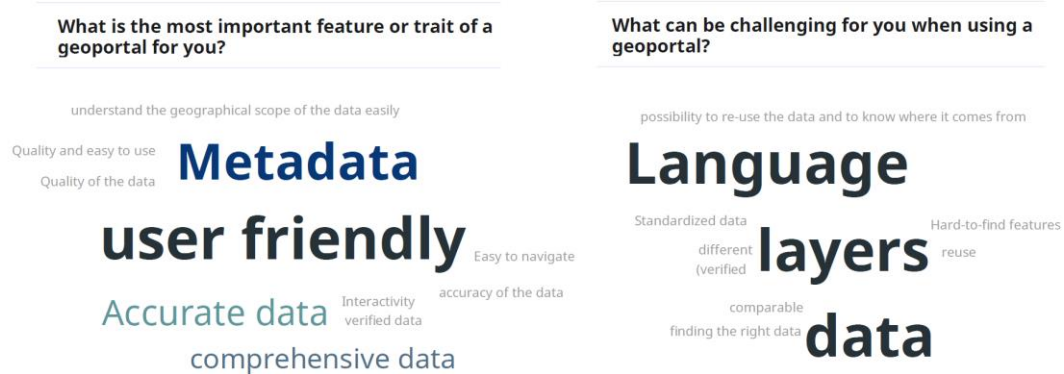 What is the most important feature or trait of a
geoportal for you?
understand the geographical scope of the data easily
Quality and easy to use
Metadata
Quality of the data
user friendly
Easy to navigate
accuracy of the data
Accurate data
Interactivity
verified data
comprehensive data
What can be challenging for you when using a
geoportal?
possibility to re-use the data and to know where it comes from
Language
Standardized data
Hard-to-find features
different
layers
reuse
(verified
comparable
finding the right data
data